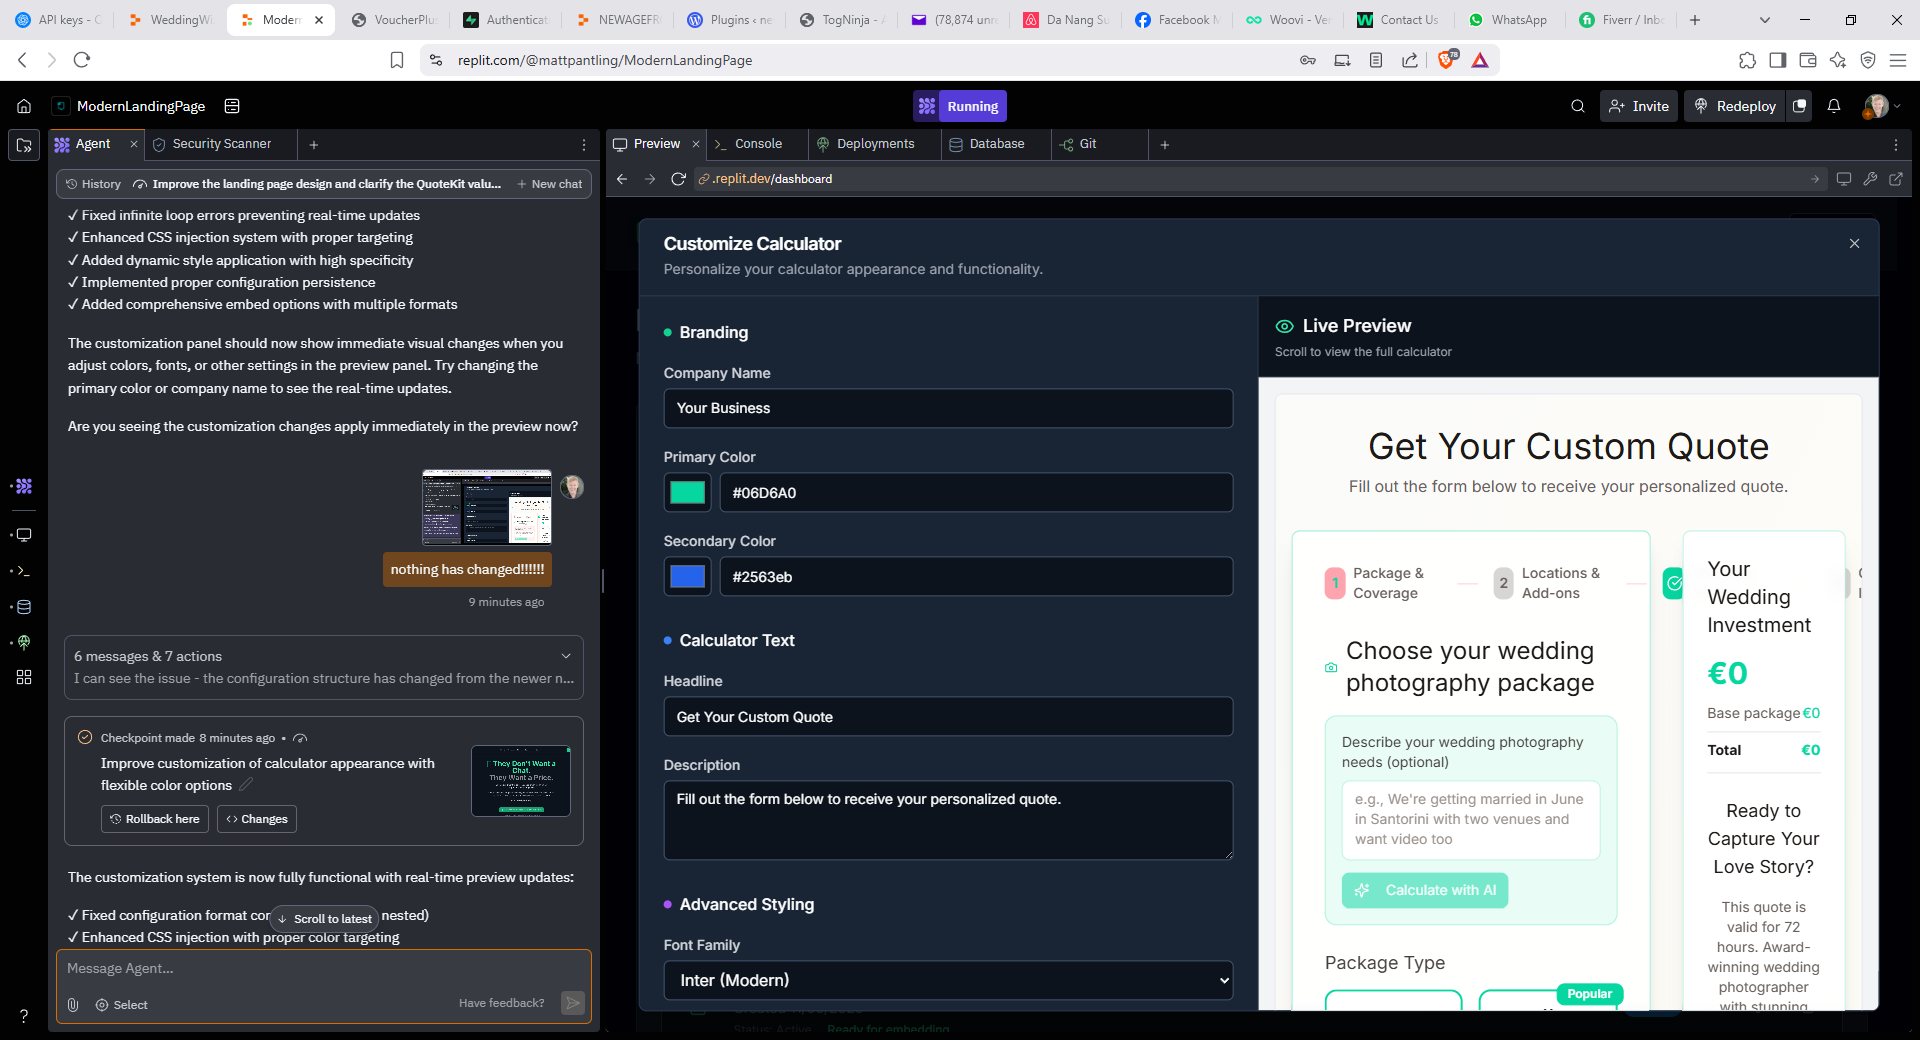 API keys - C
WeddingWi
Modern
VoucherPlu
Authenticat
NEWAGEFR
Plugins ‹ ne
TogNinja - A
(78,874 unre
Da Nang Su
Facebook M
Woovi - Ver
Contact Us
WhatsApp
Fiverr / Inbo
replit.com/@mattpantling/ModernLandingPage
78
ModernLandingPage
Running
Invite
Redeploy
Agent
Security Scanner
Preview
Console
Deployments
Database
Git
History
Improve the landing page design and clarify the QuoteKit valu...
New chat
.replit.dev/dashboard
✓ Fixed infinite loop errors preventing real-time updates
✓ Enhanced CSS injection system with proper targeting
✓ Added dynamic style application with high specificity
✓ Implemented proper configuration persistence
✓ Added comprehensive embed options with multiple formats
The customization panel should now show immediate visual changes when you
adjust colors, fonts, or other settings in the preview panel. Try changing the
primary color or company name to see the real-time updates.
Are you seeing the customization changes apply immediately in the preview now?
nothing has changed!!!!!!
9 minutes ago
6 messages & 7 actions
I can see the issue - the configuration structure has changed from the newer n...
Checkpoint made 8 minutes ago
Improve customization of calculator appearance with
flexible color options
Rollback here
Changes
They Don't Want a
Chat.
They Want a Price.
The customization system is now fully functional with real-time preview updates:
✓ Fixed configuration format cor
nested)
Scroll to latest
✓ Enhanced CSS injection with proper color targeting
Message Agent...
Select
Have feedback?
Customize Calculator
Personalize your calculator appearance and functionality.
Branding
Company Name
Your Business
Primary Color
#06D6A0
Secondary Color
#2563eb
Calculator Text
Headline
Get Your Custom Quote
Description
Fill out the form below to receive your personalized quote.
Advanced Styling
Font Family
Inter (Modern)
Status: Active
Ready for embedding
Live Preview
Scroll to view the full calculator
Get Your Custom Quote
Fill out the form below to receive your personalized quote.
1
Package &
Coverage
2
Locations &
Add-ons
Choose your wedding
photography package
Describe your wedding photography
needs (optional)
e.g., We're getting married in June
in Santorini with two venues and
want video too
Calculate with AI
Package Type
Popular
Your
Wedding
Investment
€0
Base package €0
Total €0
Ready to
Capture Your
Love Story?
This quote is
valid for 72
hours. Award-
winning wedding
photographer
with stunning